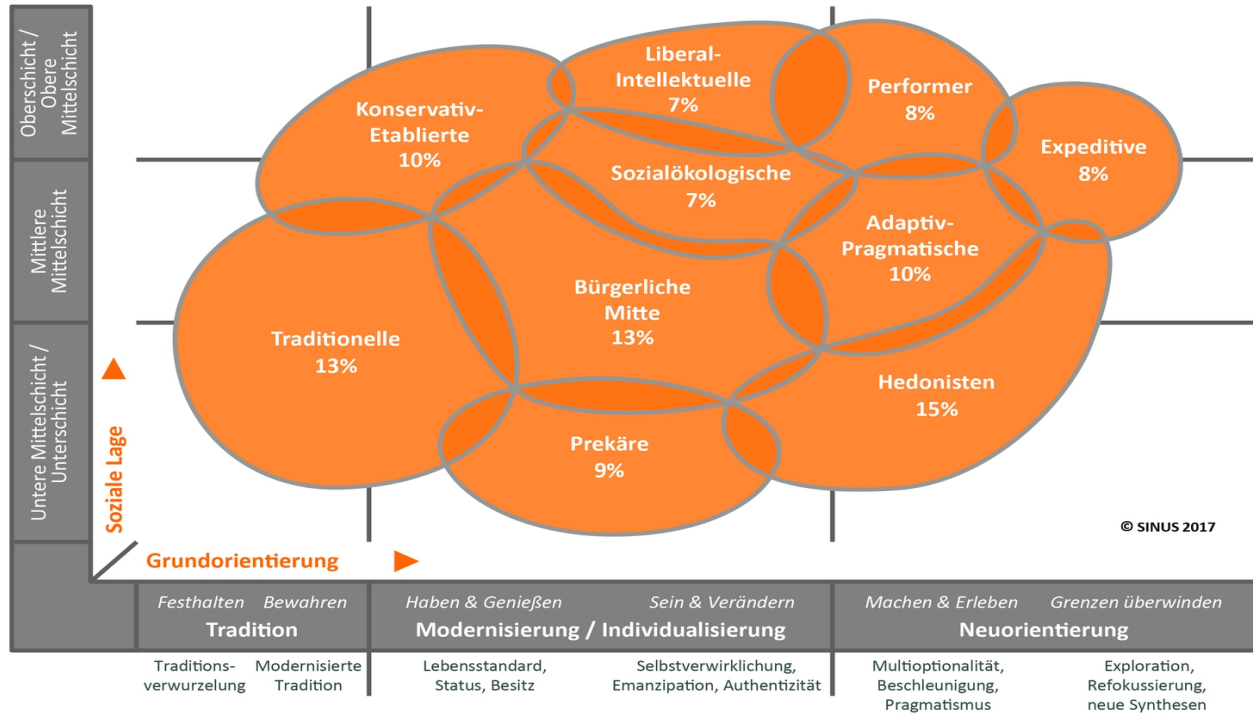 Oberschicht /
Obere
Mittelschicht
Mittlere
Mittelschicht
Untere Mittelschicht /
Unterschicht
Soziale Lage
Konservativ-
Etablierte
10%
Liberal-
Intellektuelle
7%
Performer
8%
Expeditive
8%
Sozialökologische
7%
Adaptiv-
Pragmatische
10%
Bürgerliche
Mitte
13%
Traditionelle
13%
Hedonisten
15%
Prekäre
9%
© SINUS 2017
Grundorientierung
Festhalten Bewahren
Tradition
Haben & Genießen Sein & Verändern
Modernisierung / Individualisierung
Machen & Erleben Grenzen überwinden
Neuorientierung
Traditions-
verwurzelung
Modernisierte
Tradition
Lebensstandard,
Status, Besitz
Selbstverwirklichung,
Emanzipation, Authentizität
Multioptionalität,
Beschleunigung,
Pragmatismus
Exploration,
Refokussierung,
neue Synthesen